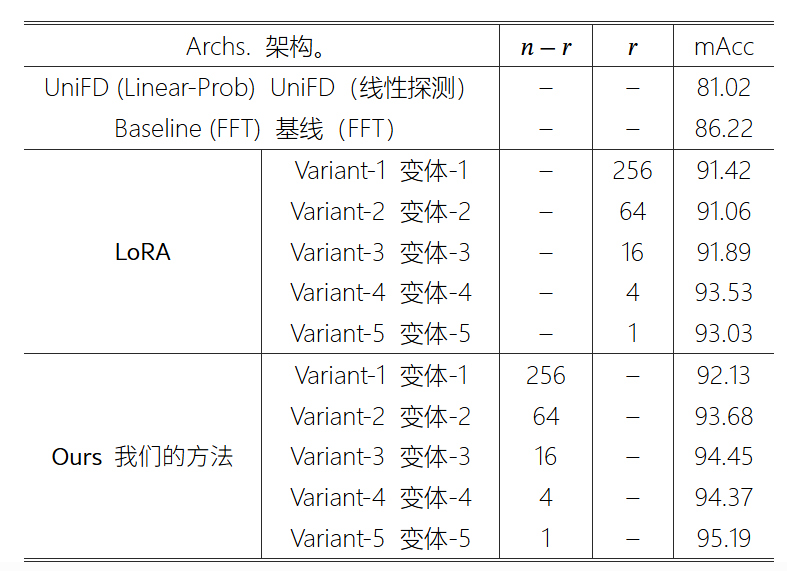 Archs. 架构。 n − r r mAcc
UniFD (Linear-Prob) UniFD（线性探测） – – 81.02
Baseline (FFT) 基线（FFT） – – 86.22
LoRA
Variant-1 变体-1 – 256 91.42
Variant-2 变体-2 – 64 91.06
Variant-3 变体-3 – 16 91.89
Variant-4 变体-4 – 4 93.53
Variant-5 变体-5 – 1 93.03
Ours 我们的方法
Variant-1 变体-1 256 – 92.13
Variant-2 变体-2 64 – 93.68
Variant-3 变体-3 16 – 94.45
Variant-4 变体-4 4 – 94.37
Variant-5 变体-5 1 – 95.19